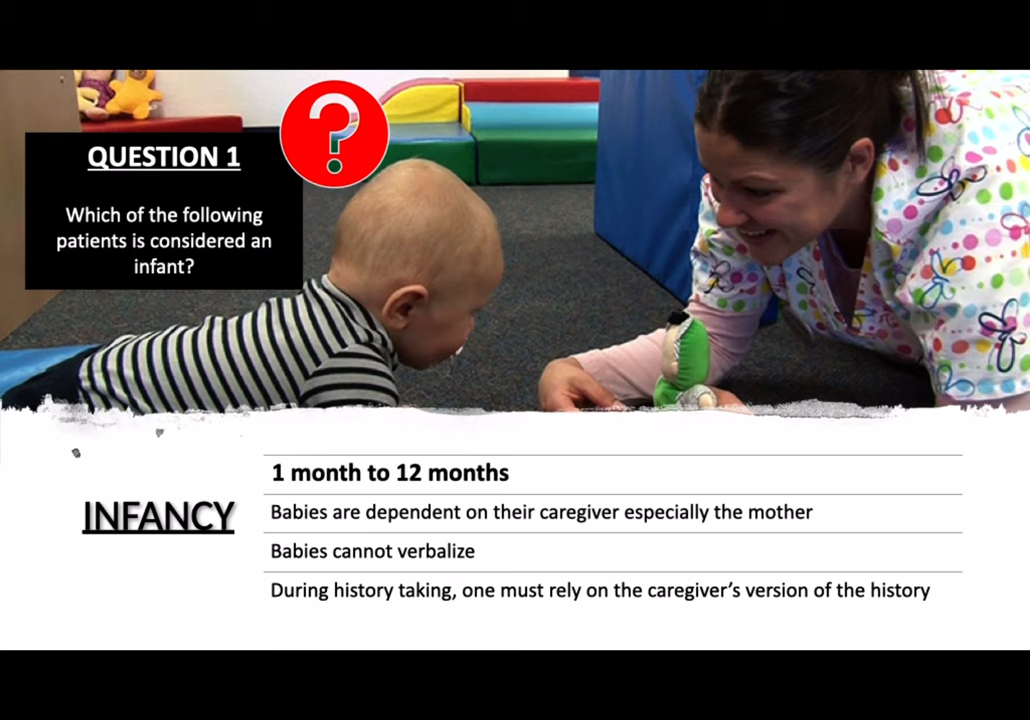 QUESTION 1
Which of the following
patients is considered an
infant?
INFANCY
1 month to 12 months
Babies are dependent on their caregiver especially the mother
Babies cannot verbalize
During history taking, one must rely on the caregiver’s version of the history